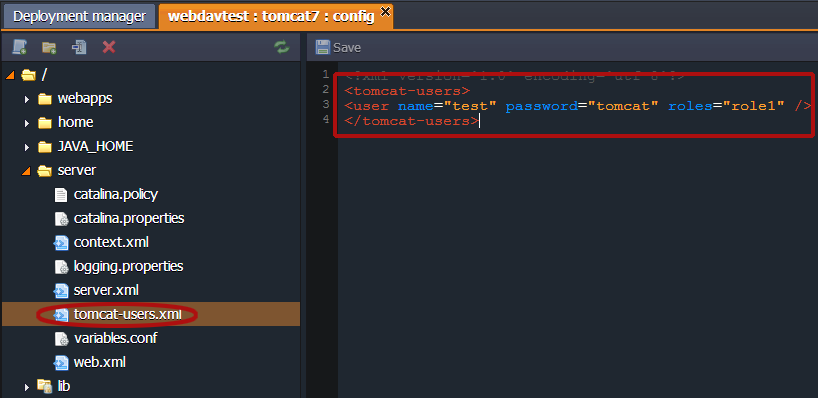 Deployment manager
webdavtest : tomcat7 : config
Save
/
webapps
home
JAVA_HOME
server
catalina.policy
catalina.properties
context.xml
logging.properties
server.xml
tomcat-users.xml
variables.conf
web.xml
lib
1 <?xml version='1.0' encoding='utf-8'?>
2 <tomcat-users>
3 <user name="test" password="tomcat" roles="role1" />
4 </tomcat-users>